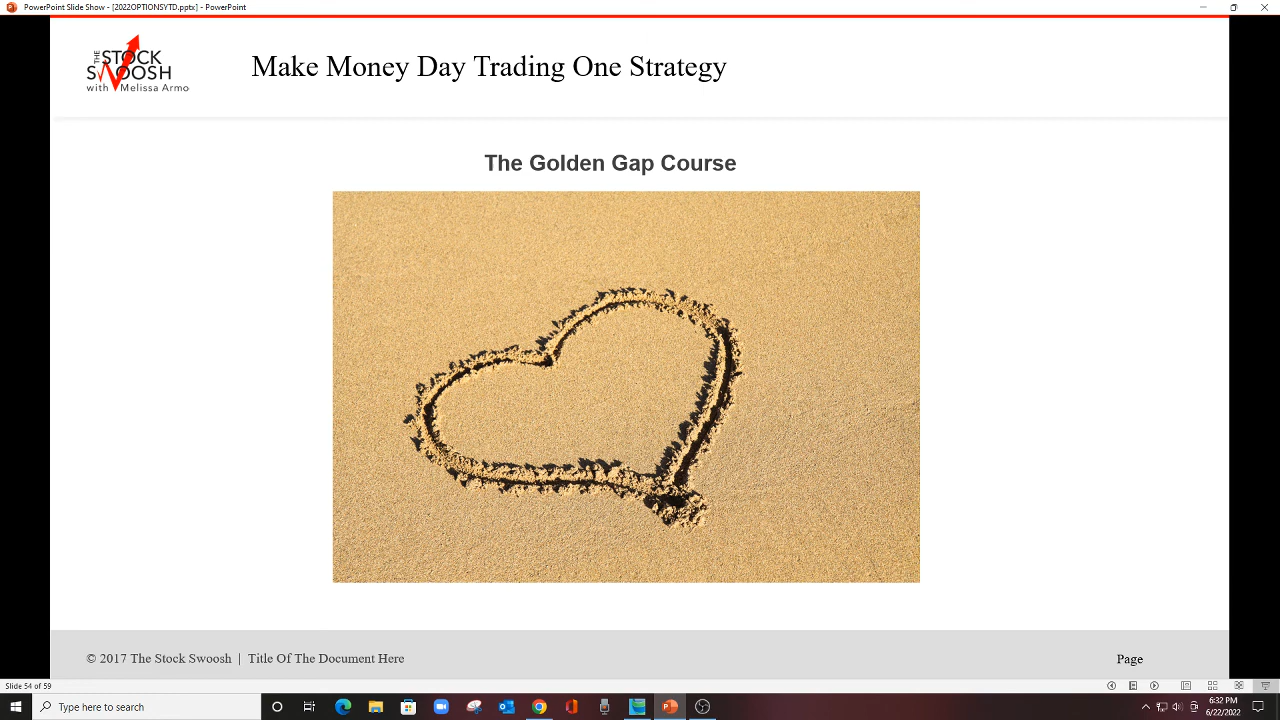 PowerPoint Slide Show - [2022OPTIONSYTD.pptx] - PowerPoint
THE STOCK
SWOOSH
with Melissa Armo
Make Money Day Trading One Strategy
The Golden Gap Course
© 2017 The Stock Swoosh | Title Of The Document Here
Page
Slide 54 of 59
Type here to search
6:32 PM
6/22/2022